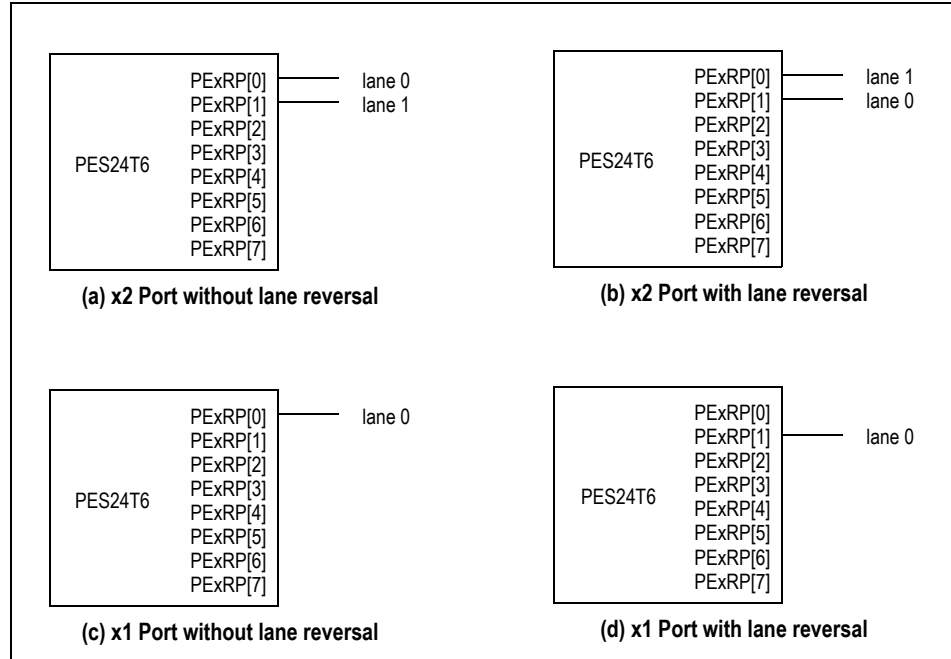 PES24T6
PExRP[0]
PExRP[1]
PExRP[2]
PExRP[3]
PExRP[4]
PExRP[5]
PExRP[6]
PExRP[7]
lane 0
lane 1
(a) x2 Port without lane reversal
PES24T6
PExRP[0]
PExRP[1]
PExRP[2]
PExRP[3]
PExRP[4]
PExRP[5]
PExRP[6]
PExRP[7]
lane 1
lane 0
(b) x2 Port with lane reversal
PES24T6
PExRP[0]
PExRP[1]
PExRP[2]
PExRP[3]
PExRP[4]
PExRP[5]
PExRP[6]
PExRP[7]
lane 0
(c) x1 Port without lane reversal
PES24T6
PExRP[0]
PExRP[1]
PExRP[2]
PExRP[3]
PExRP[4]
PExRP[5]
PExRP[6]
PExRP[7]
lane 0
(d) x1 Port with lane reversal